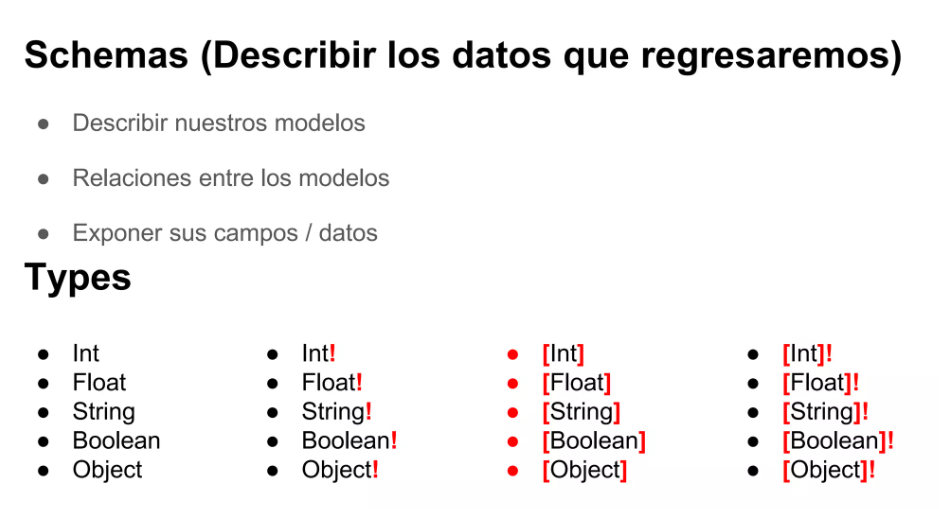 Schemas (Describir los datos que regresaremos)
● Describir nuestros modelos
● Relaciones entre los modelos
● Exponer sus campos / datos
Types
● Int ● Int! ● [Int] ● [Int]!
● Float ● Float! ● [Float] ● [Float]!
● String ● String! ● [String] ● [String]!
● Boolean ● Boolean! ● [Boolean] ● [Boolean]!
● Object ● Object! ● [Object] ● [Object]!